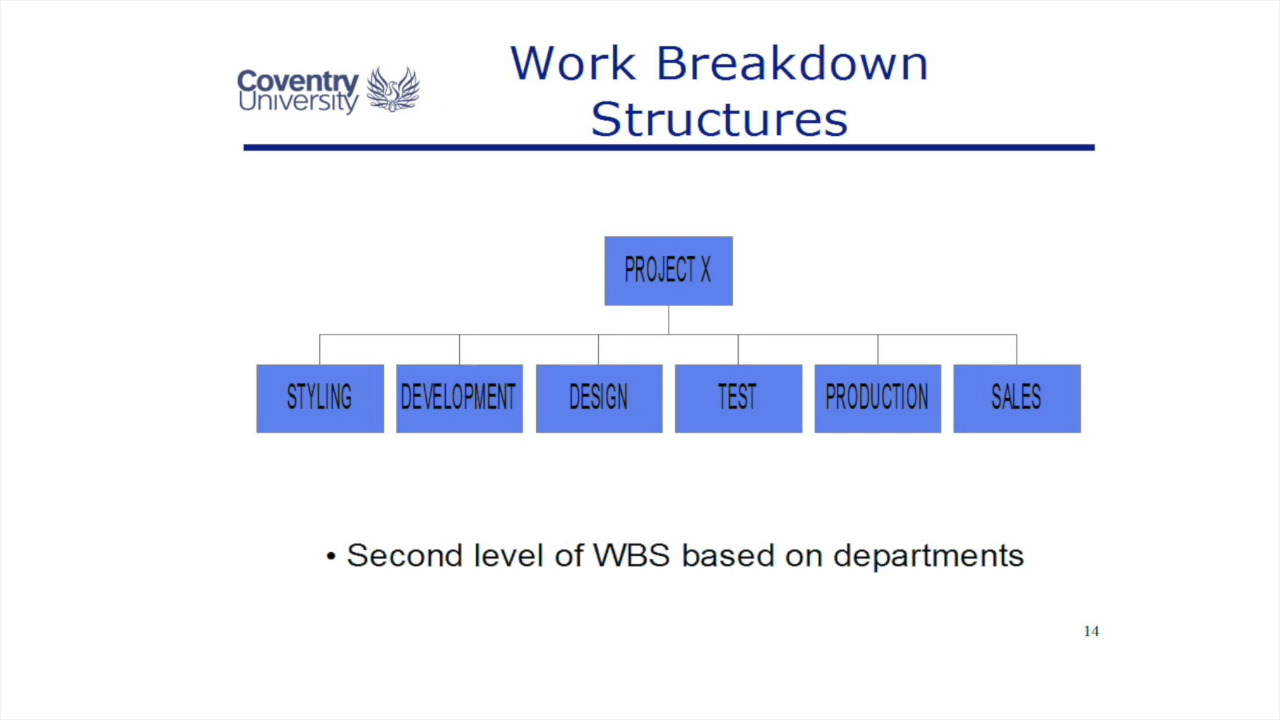 Coventry
University
Work Breakdown
Structures
PROJECT X
STYLING DEVELOPMENT DESIGN TEST PRODUCTION SALES
• Second level of WBS based on departments
14